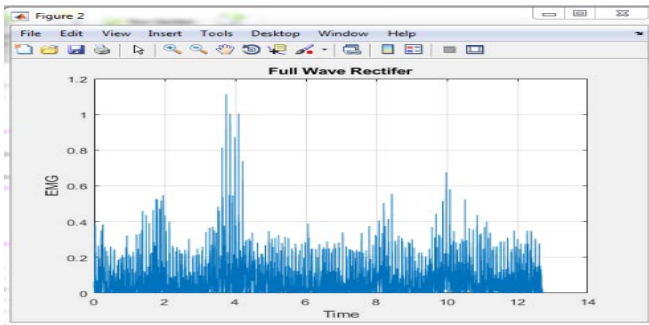 Figure 2
File Edit View Insert Tools Desktop Window Help
Full Wave Rectifer
1.2
1
0.8
0.6
0.4
0.2
0
EMG
0 2 4 6 8 10 12 14
Time